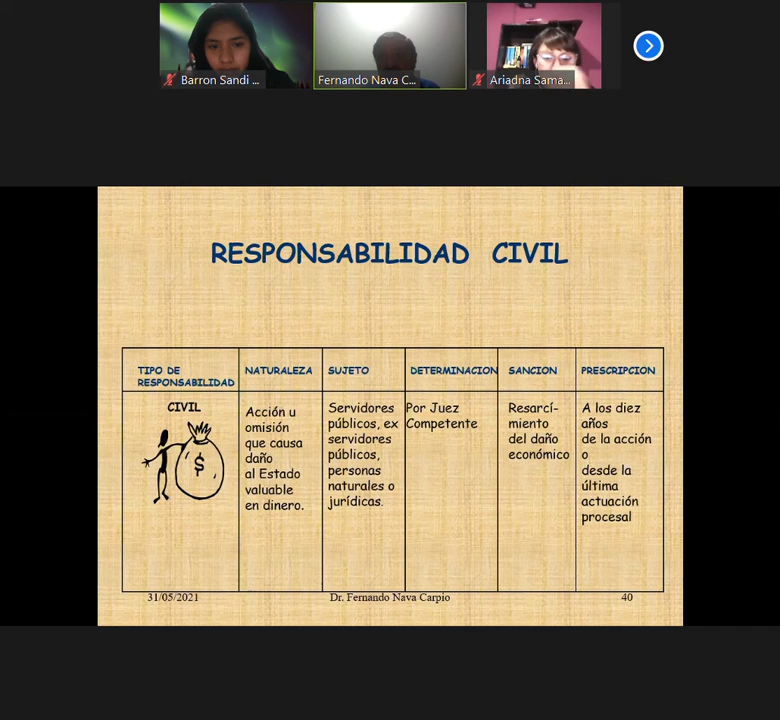 Barron Sandi ...
Fernando Nava C...
Ariadna Sama...
RESPONSABILIDAD CIVIL
TIPO DE
RESPONSABILIDAD
NATURALEZA
SUJETO
DETERMINACION
SANCION
PRESCRIPCION
CIVIL
$
Acción u
omisión
que causa
daño
al Estado
valuable
en dinero.
Servidores
públicos, ex
servidores
públicos,
personas
naturales o
jurídicas.
Por Juez
Competente
Resarcí-
miento
del daño
económico
A los diez
años
de la acción
o
desde la
última
actuación
procesal
31/05/2021
Dr. Fernando Nava Carpio
40